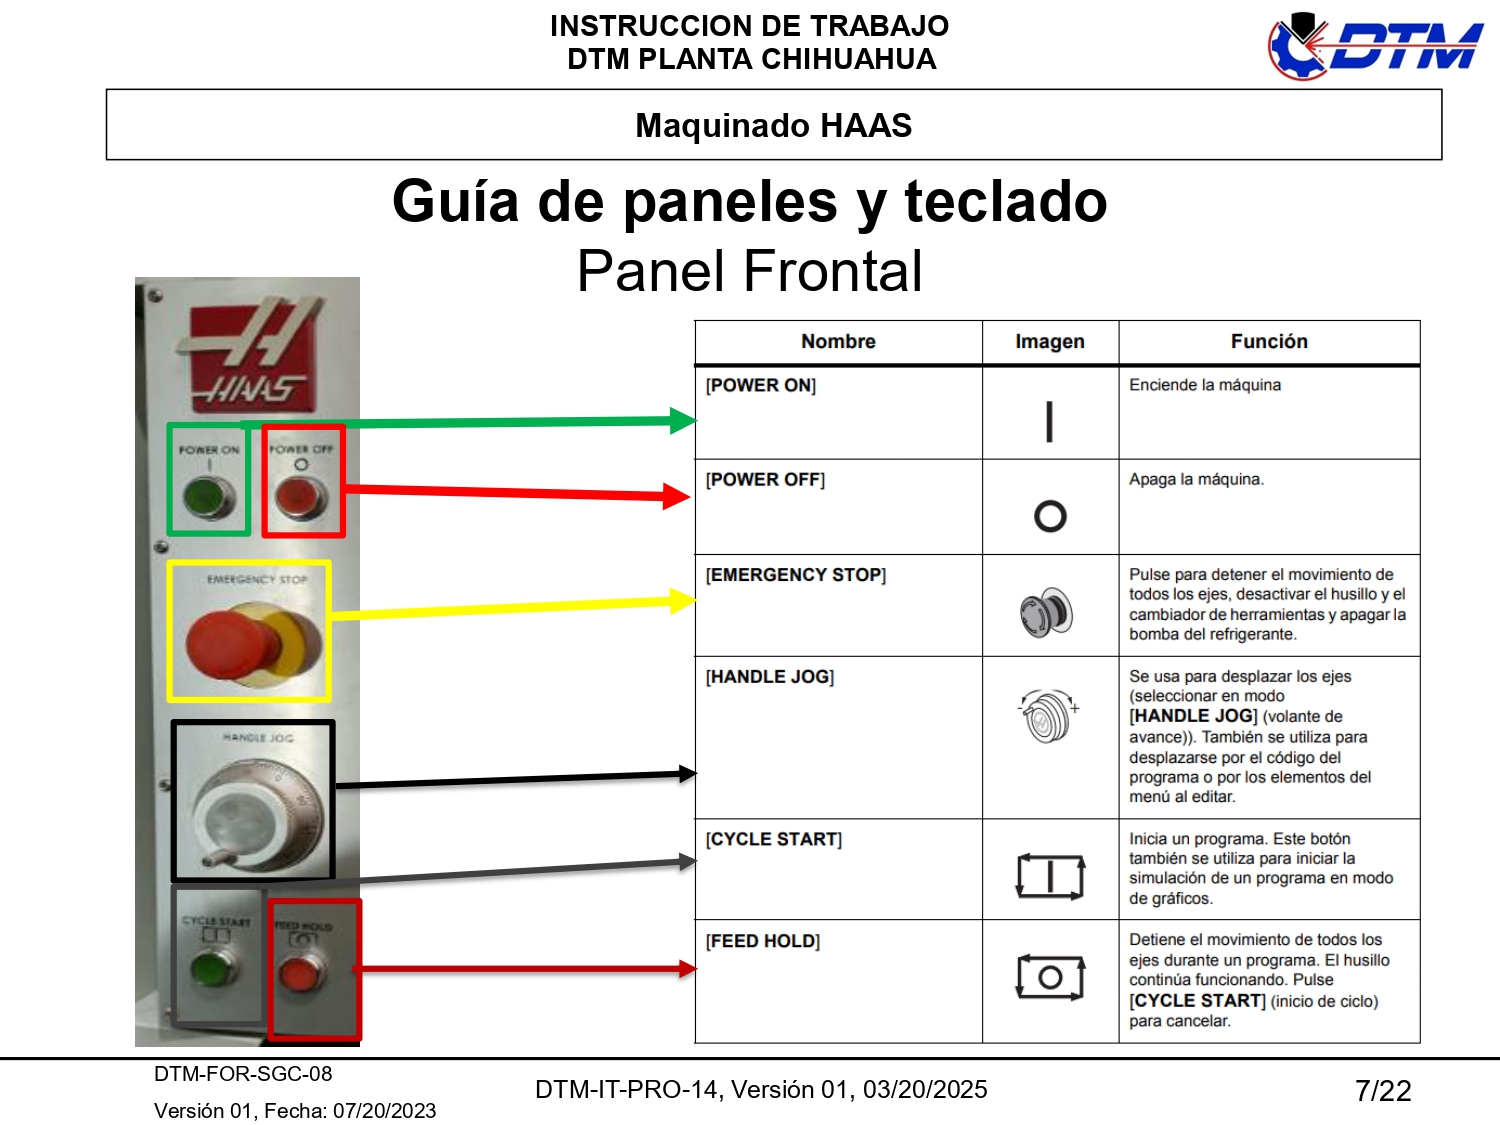 INSTRUCCION DE TRABAJO
DTM PLANTA CHIHUAHUA
DTM
Maquinado HAAS
Guía de paneles y teclado
Panel Frontal
HAAS
POWER ON
POWER OFF
EMERGENCY STOP
HANDLE JOG
CYCLE START
FEED HOLD
Nombre Imagen Función
[POWER ON] Enciende la máquina
[POWER OFF] Apaga la máquina.
[EMERGENCY STOP] Pulse para detener el movimiento de
todos los ejes, desactivar el husillo y el
cambiador de herramientas y apagar la
bomba del refrigerante.
[HANDLE JOG] Se usa para desplazar los ejes
(seleccionar en modo
[HANDLE JOG] (volante de
avance)). También se utiliza para
desplazarse por el código del
programa o por los elementos del
menú al editar.
[CYCLE START] Inicia un programa. Este botón
también se utiliza para iniciar la
simulación de un programa en modo
de gráficos.
[FEED HOLD] Detiene el movimiento de todos los
ejes durante un programa. El husillo
continúa funcionando. Pulse
[CYCLE START] (inicio de ciclo)
para cancelar.
DTM-FOR-SGC-08
Versión 01, Fecha: 07/20/2023
DTM-IT-PRO-14, Versión 01, 03/20/2025
7/22